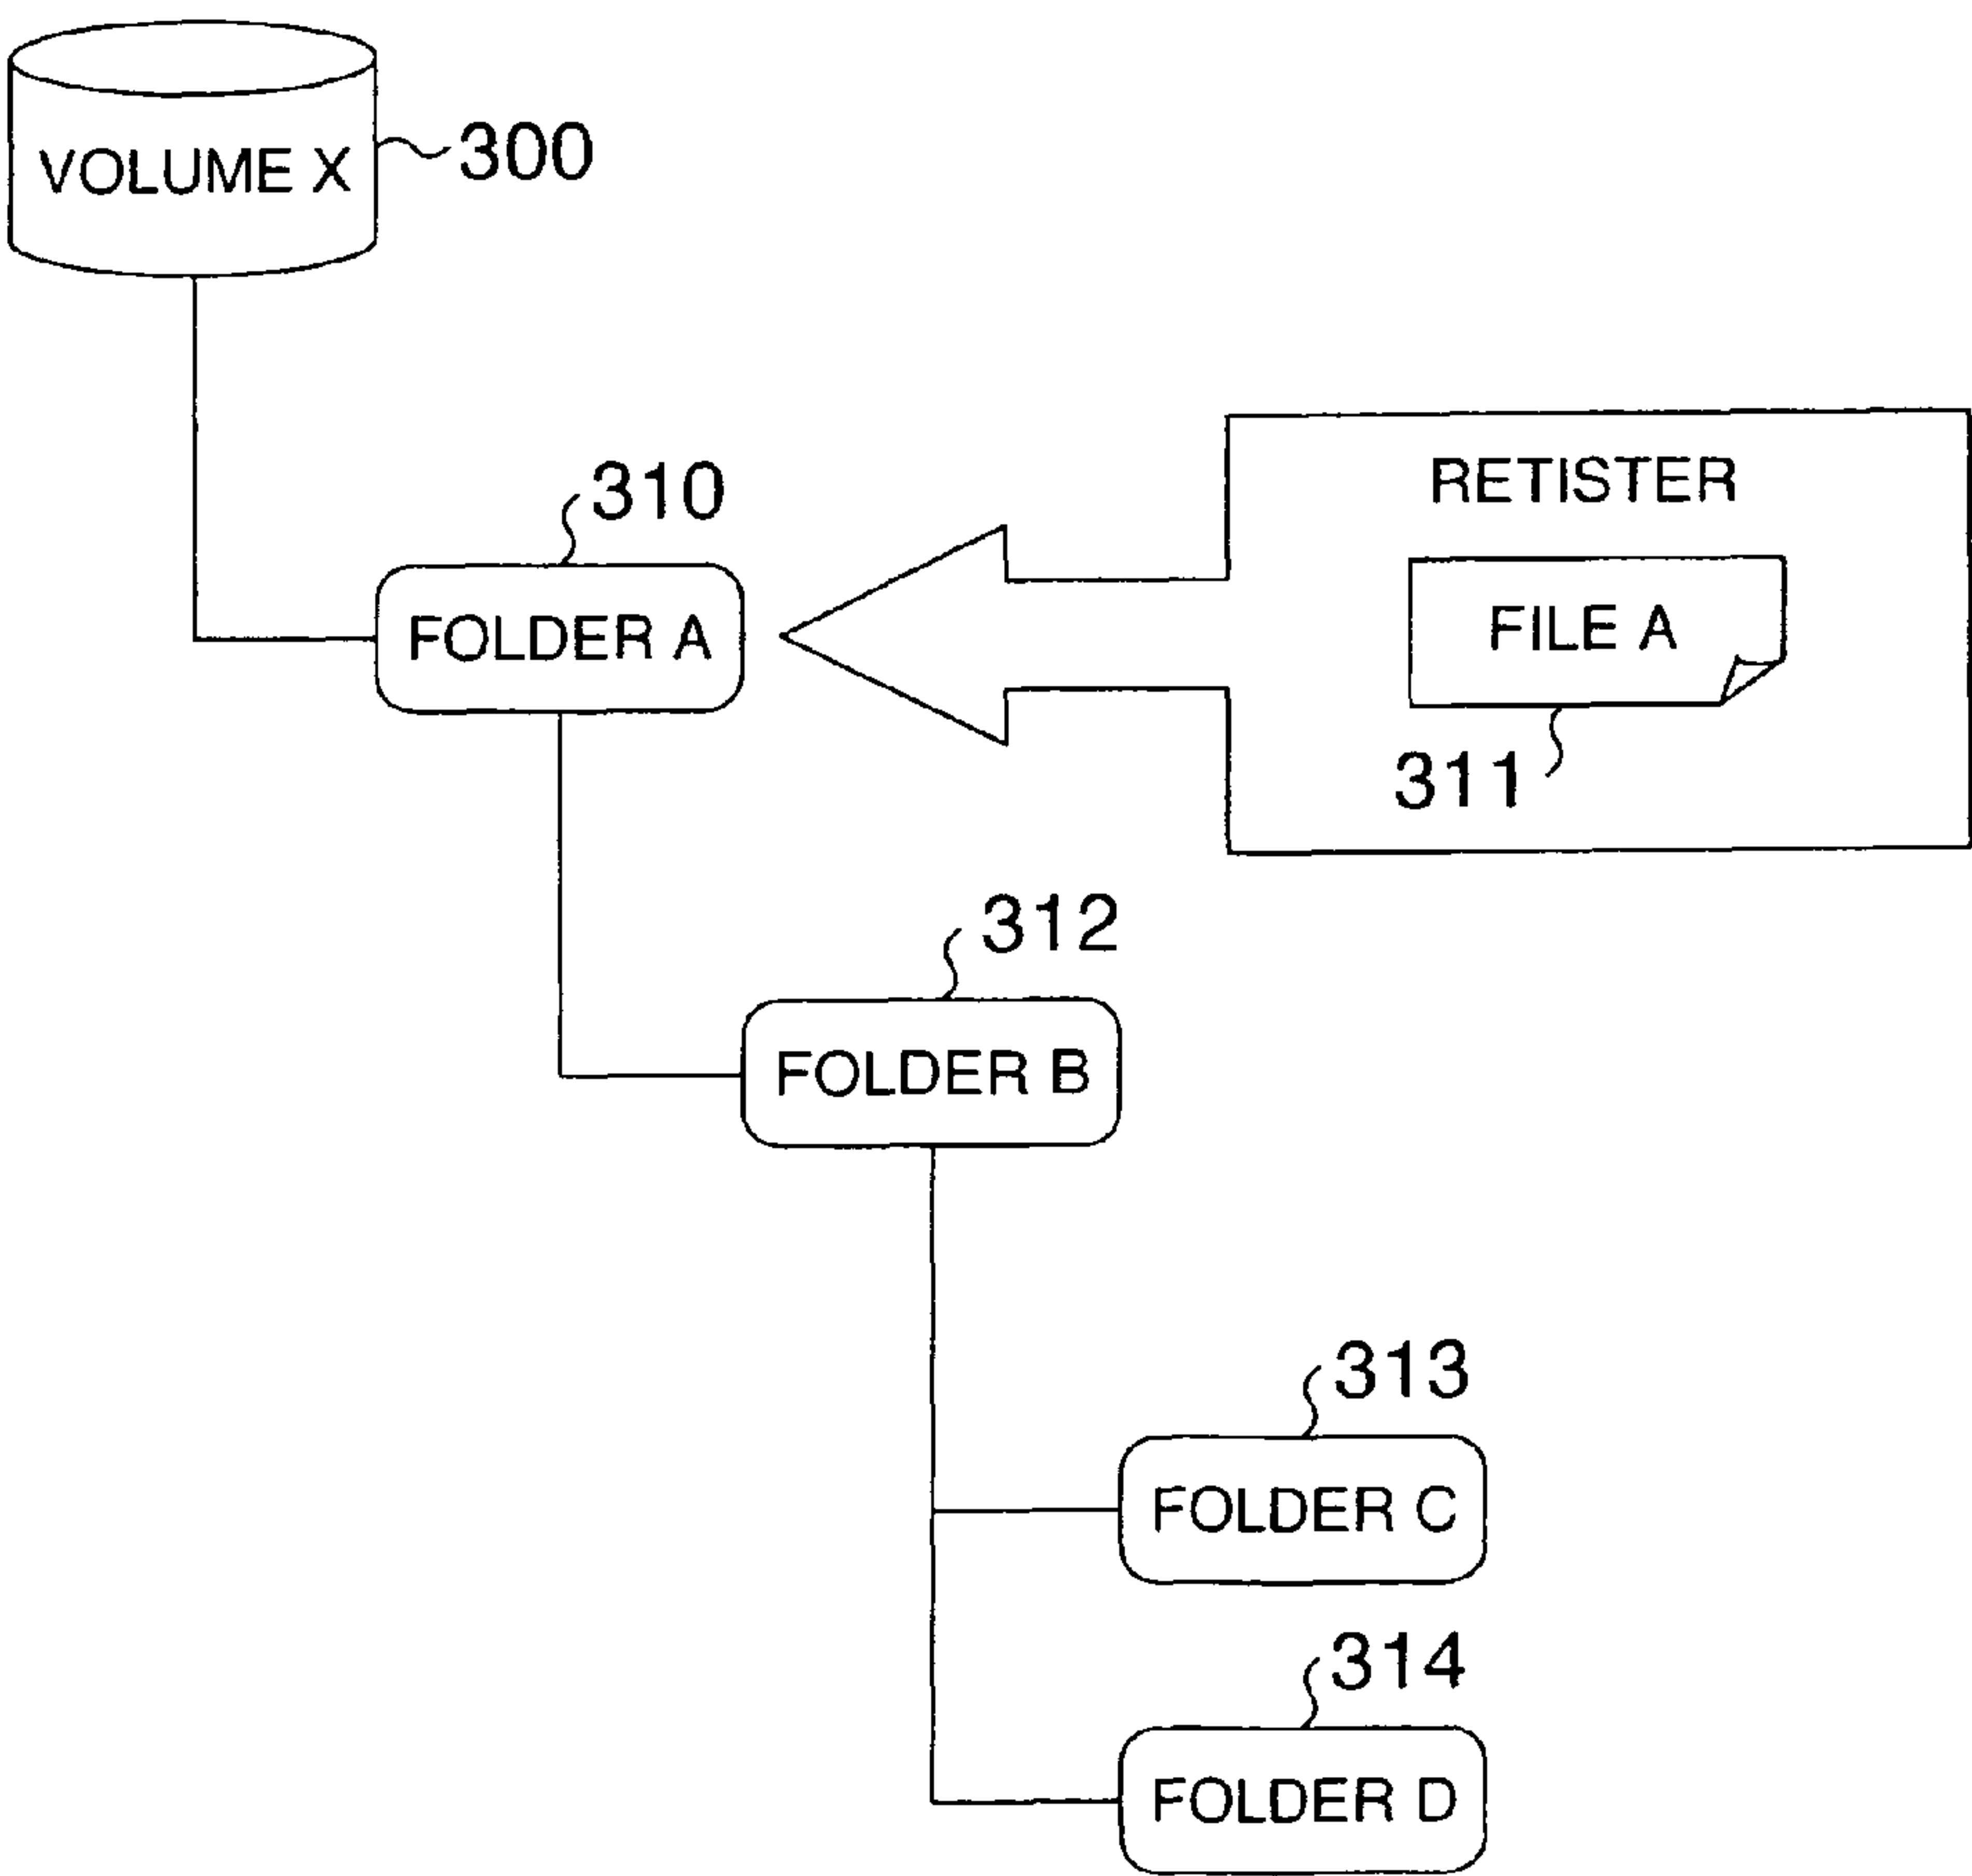 VOLUME X
300
310
FOLDER A
RETISTER
FILE A
311
312
FOLDER B
313
FOLDER C
314
FOLDER D